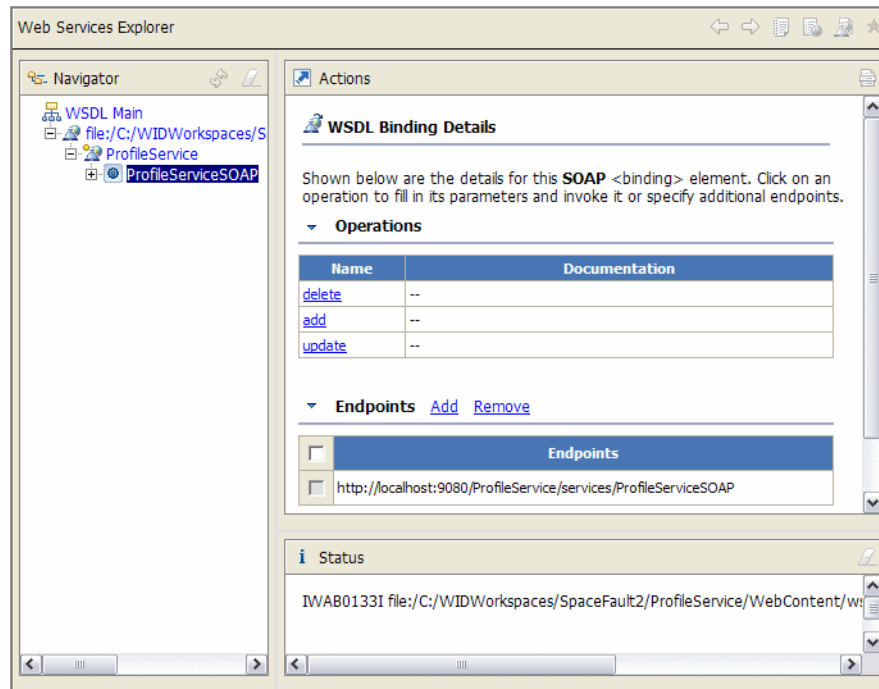 Web Services Explorer
Navigator
WSDL Main
file:/C:/WIDWorkspaces/S
ProfileService
ProfileServiceSOAP
Actions
WSDL Binding Details
Shown below are the details for this SOAP <binding> element. Click on an
operation to fill in its parameters and invoke it or specify additional endpoints.
Operations
Name Documentation
delete --
add --
update --
Endpoints Add Remove
Endpoints
http://localhost:9080/ProfileService/services/ProfileServiceSOAP
i Status
IWAB0133I file:/C:/WIDWorkspaces/SpaceFault2/ProfileService/WebContent/ws